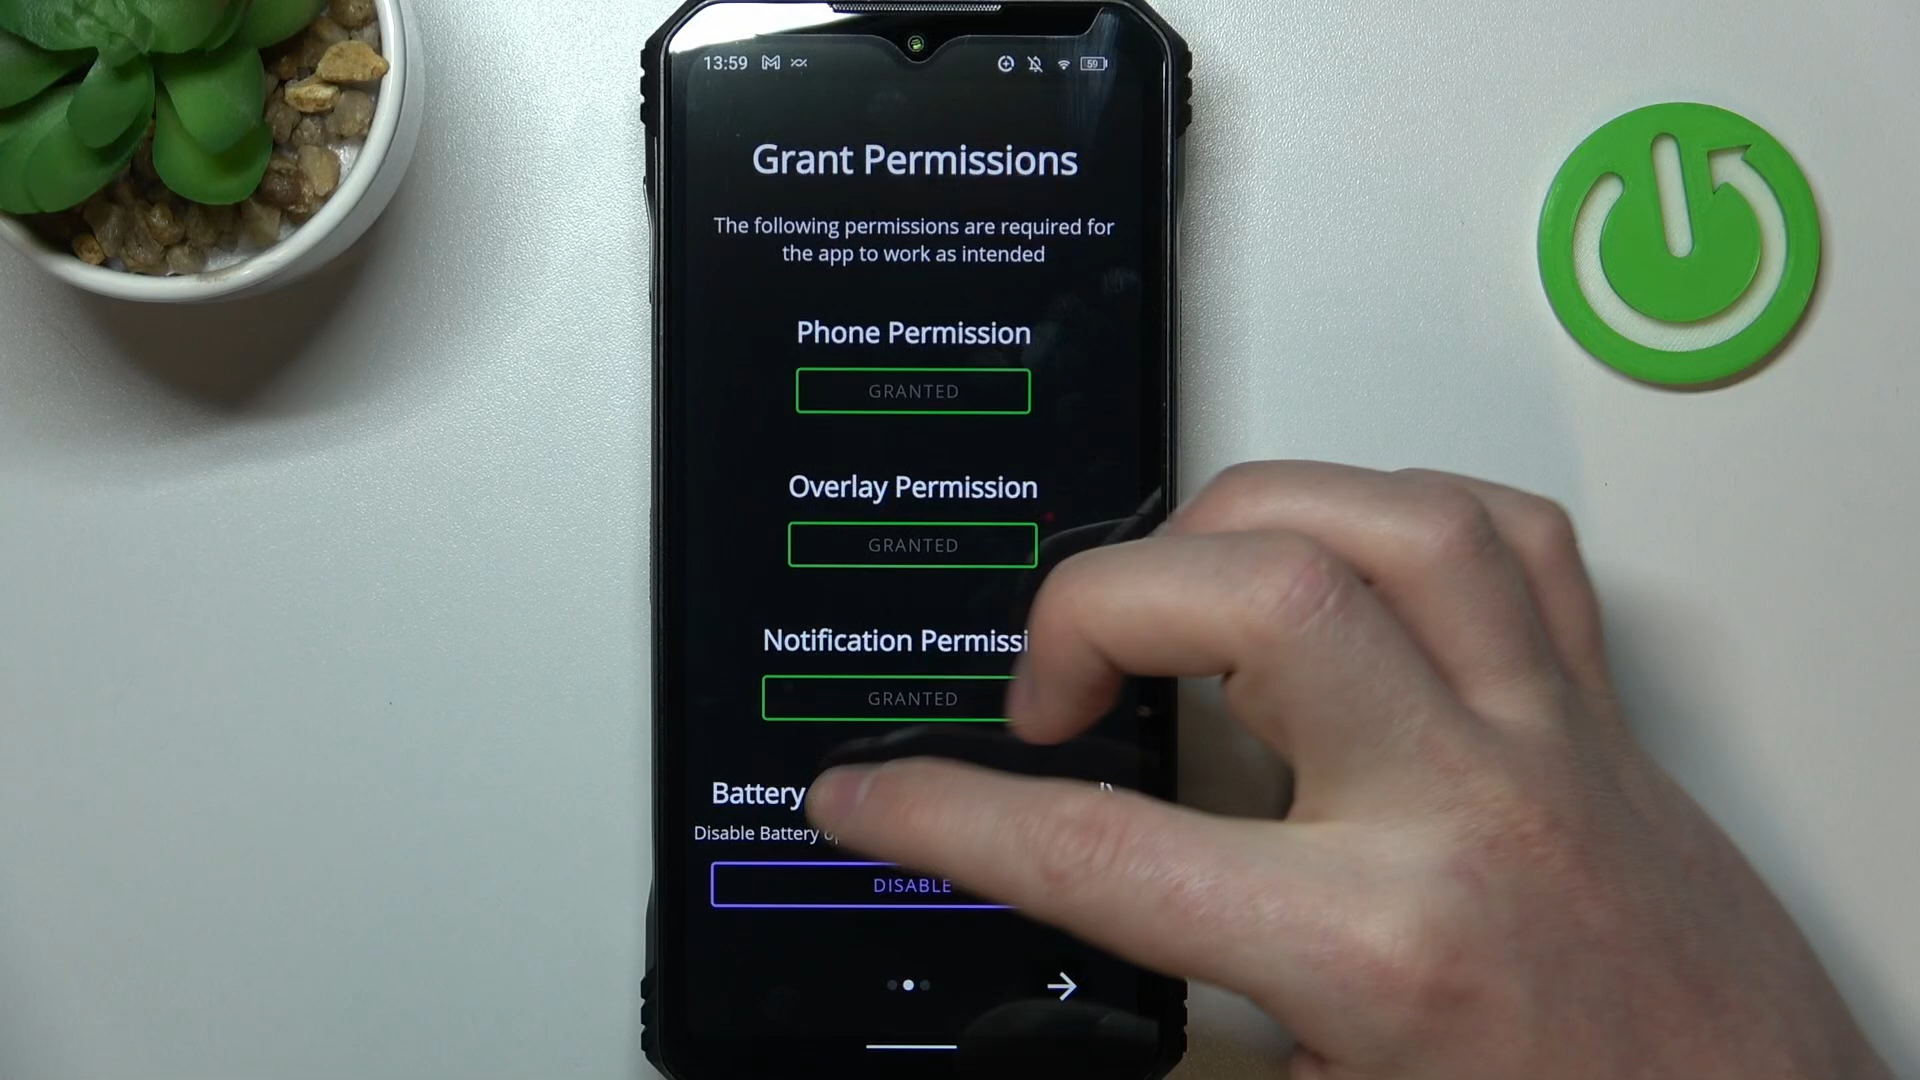 13:59
59
Grant Permissions
The following permissions are required for
the app to work as intended
Phone Permission
GRANTED
Overlay Permission
GRANTED
Notification Permissi
GRANTED
Battery
Disable Battery
DISABLE